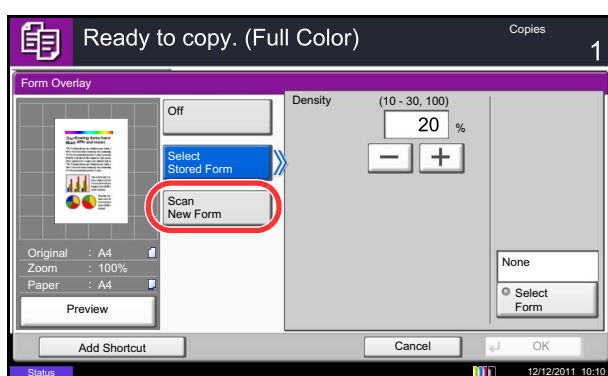 Ready to copy. (Full Color)
Copies
1
Form Overlay
Off
Select
Stored Form
Scan
New Form
Density
(10 - 30, 100)
20 %
None
Select
Form
Original : A4
Zoom : 100%
Paper : A4
Preview
Add Shortcut
Cancel
OK
Status
12/12/2011 10:10